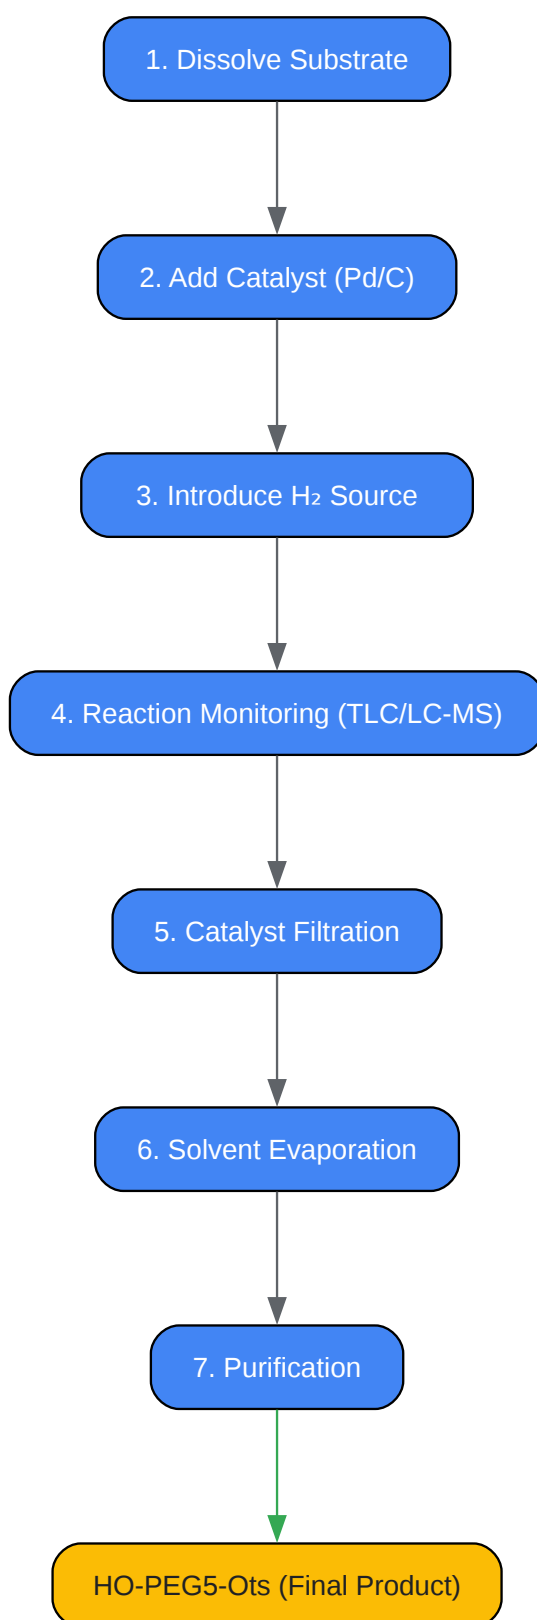 1. Dissolve Substrate
2. Add Catalyst (Pd/C)
3. Introduce H₂ Source
4. Reaction Monitoring (TLC/LC-MS)
5. Catalyst Filtration
6. Solvent Evaporation
7. Purification
HO-PEG5-Ots (Final Product)